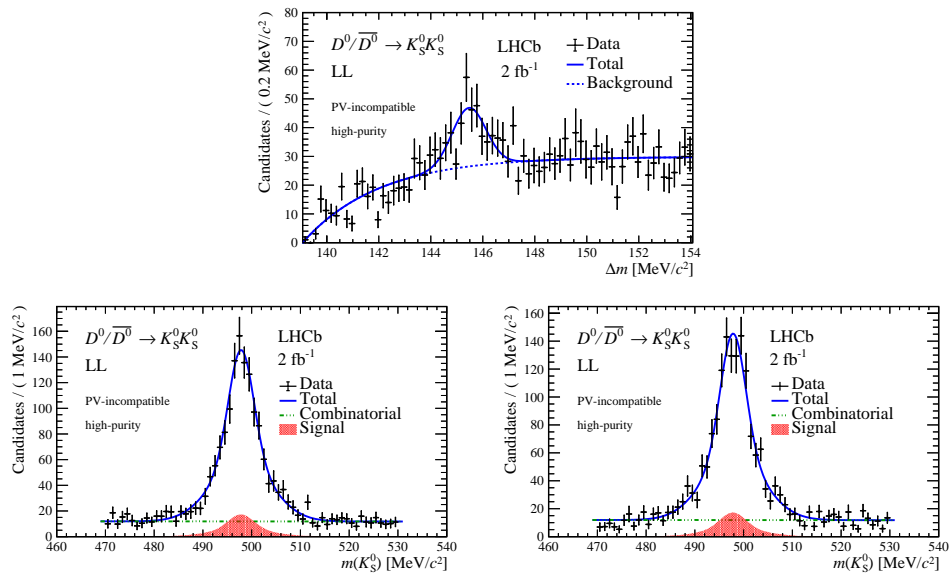 Candidates / ( 0.2 MeV/c² )
80
70
60
50
40
30
20
10
0
D⁰/D̅⁰ → K⁰_S K⁰_S
LL
PV-incompatible
high-purity
LHCb
2 fb⁻¹
Data
Total
Background
140 142 144 146 148 150 152 154
Δm [MeV/c²]
Candidates / ( 1 MeV/c² )
160
140
120
100
80
60
40
20
0
D⁰/D̅⁰ → K⁰_S K⁰_S
LL
PV-incompatible
high-purity
LHCb
2 fb⁻¹
Data
Total
Combinatorial
Signal
460 470 480 490 500 510 520 530 540
m(K⁰_S) [MeV/c²]
Candidates / ( 1 MeV/c² )
160
140
120
100
80
60
40
20
0
D⁰/D̅⁰ → K⁰_S K⁰_S
LL
PV-incompatible
high-purity
LHCb
2 fb⁻¹
Data
Total
Combinatorial
Signal
460 470 480 490 500 510 520 530 540
m(K⁰_S) [MeV/c²]